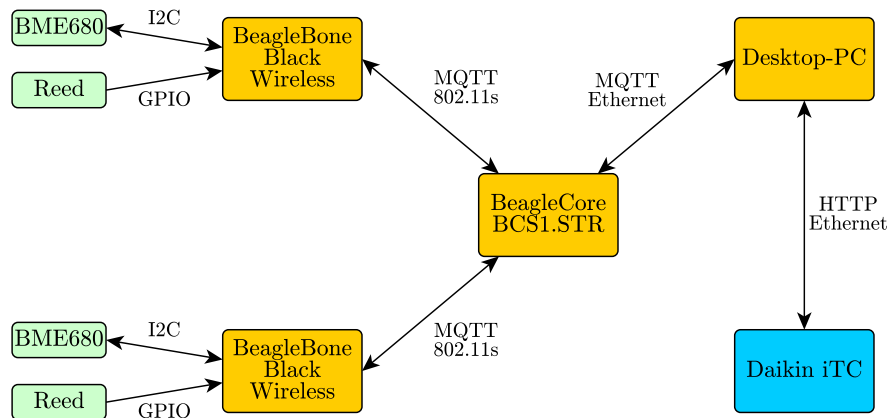 BME680
I2C
BeagleBone
Black
Wireless
Reed
GPIO
MQTT
802.11s
MQTT
Ethernet
Desktop-PC
BeagleCore
BCS1.STR
HTTP
Ethernet
BME680
I2C
BeagleBone
Black
Wireless
Reed
GPIO
MQTT
802.11s
Daikin iTC